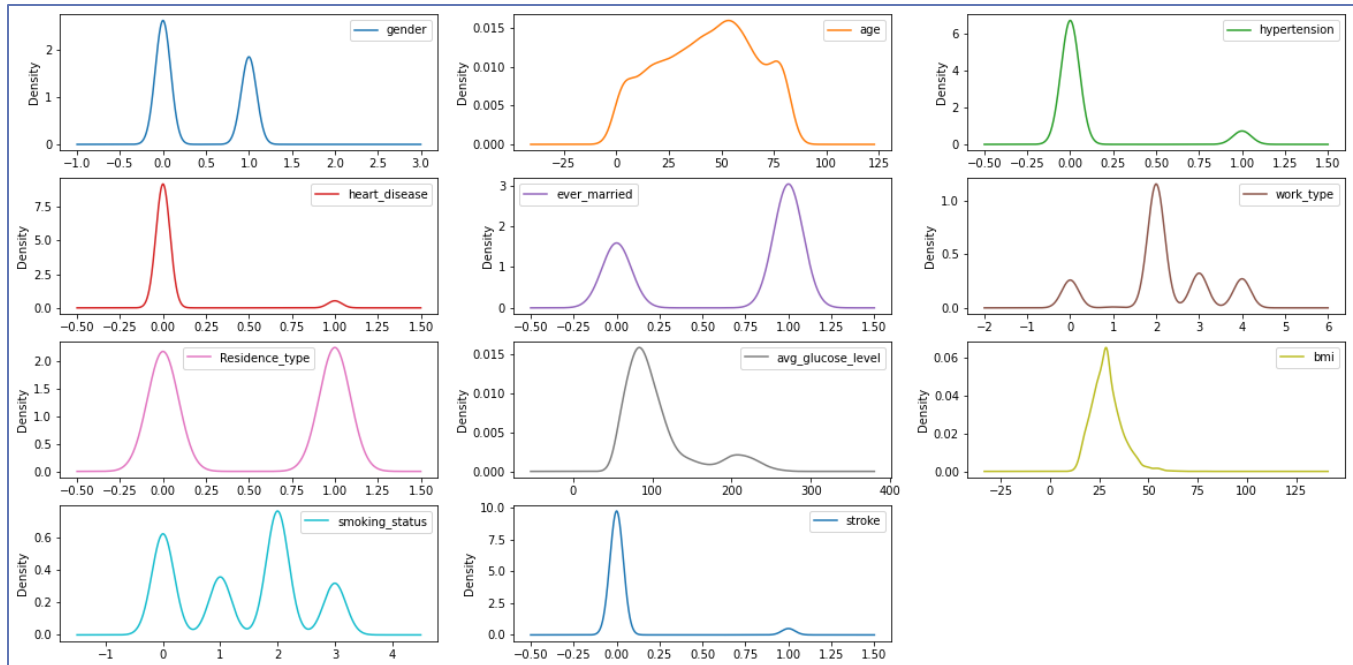 gender
Density
2
1
0
−1.0 −0.5 0.0 0.5 1.0 1.5 2.0 2.5 3.0
age
Density
0.015
0.010
0.005
0.000
−25 0 25 50 75 100 125
hypertension
Density
6
4
2
0
−0.50 −0.25 0.00 0.25 0.50 0.75 1.00 1.25 1.50
heart_disease
Density
7.5
5.0
2.5
0.0
−0.50 −0.25 0.00 0.25 0.50 0.75 1.00 1.25 1.50
ever_married
Density
3
2
1
0
−0.50 −0.25 0.00 0.25 0.50 0.75 1.00 1.25 1.50
work_type
Density
1.0
0.5
0.0
−2 −1 0 1 2 3 4 5 6
Residence_type
Density
2.0
1.5
1.0
0.5
0.0
−0.50 −0.25 0.00 0.25 0.50 0.75 1.00 1.25 1.50
avg_glucose_level
Density
0.015
0.010
0.005
0.000
0 100 200 300 400
bmi
Density
0.06
0.04
0.02
0.00
−25 0 25 50 75 100 125
smoking_status
Density
0.6
0.4
0.2
0.0
−1 0 1 2 3 4
stroke
Density
10.0
7.5
5.0
2.5
0.0
−0.50 −0.25 0.00 0.25 0.50 0.75 1.00 1.25 1.50